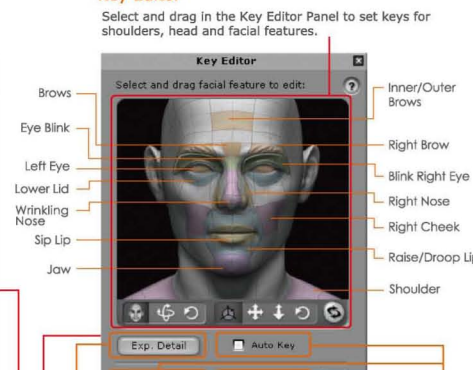 Select and drag in the Key Editor Panel to set keys for
shoulders, head and facial features.
Key Editor
Select and drag facial feature to edit:
?
Brows
Eye Blink
Left Eye
Lower Lid
Wrinkling
Nose
Sip Lip
Jaw
Inner/Outer
Brows
Right Brow
Blink Right Eye
Right Nose
Right Cheek
Raise/Droop Lip
Shoulder
Exp. Detail
Auto Key